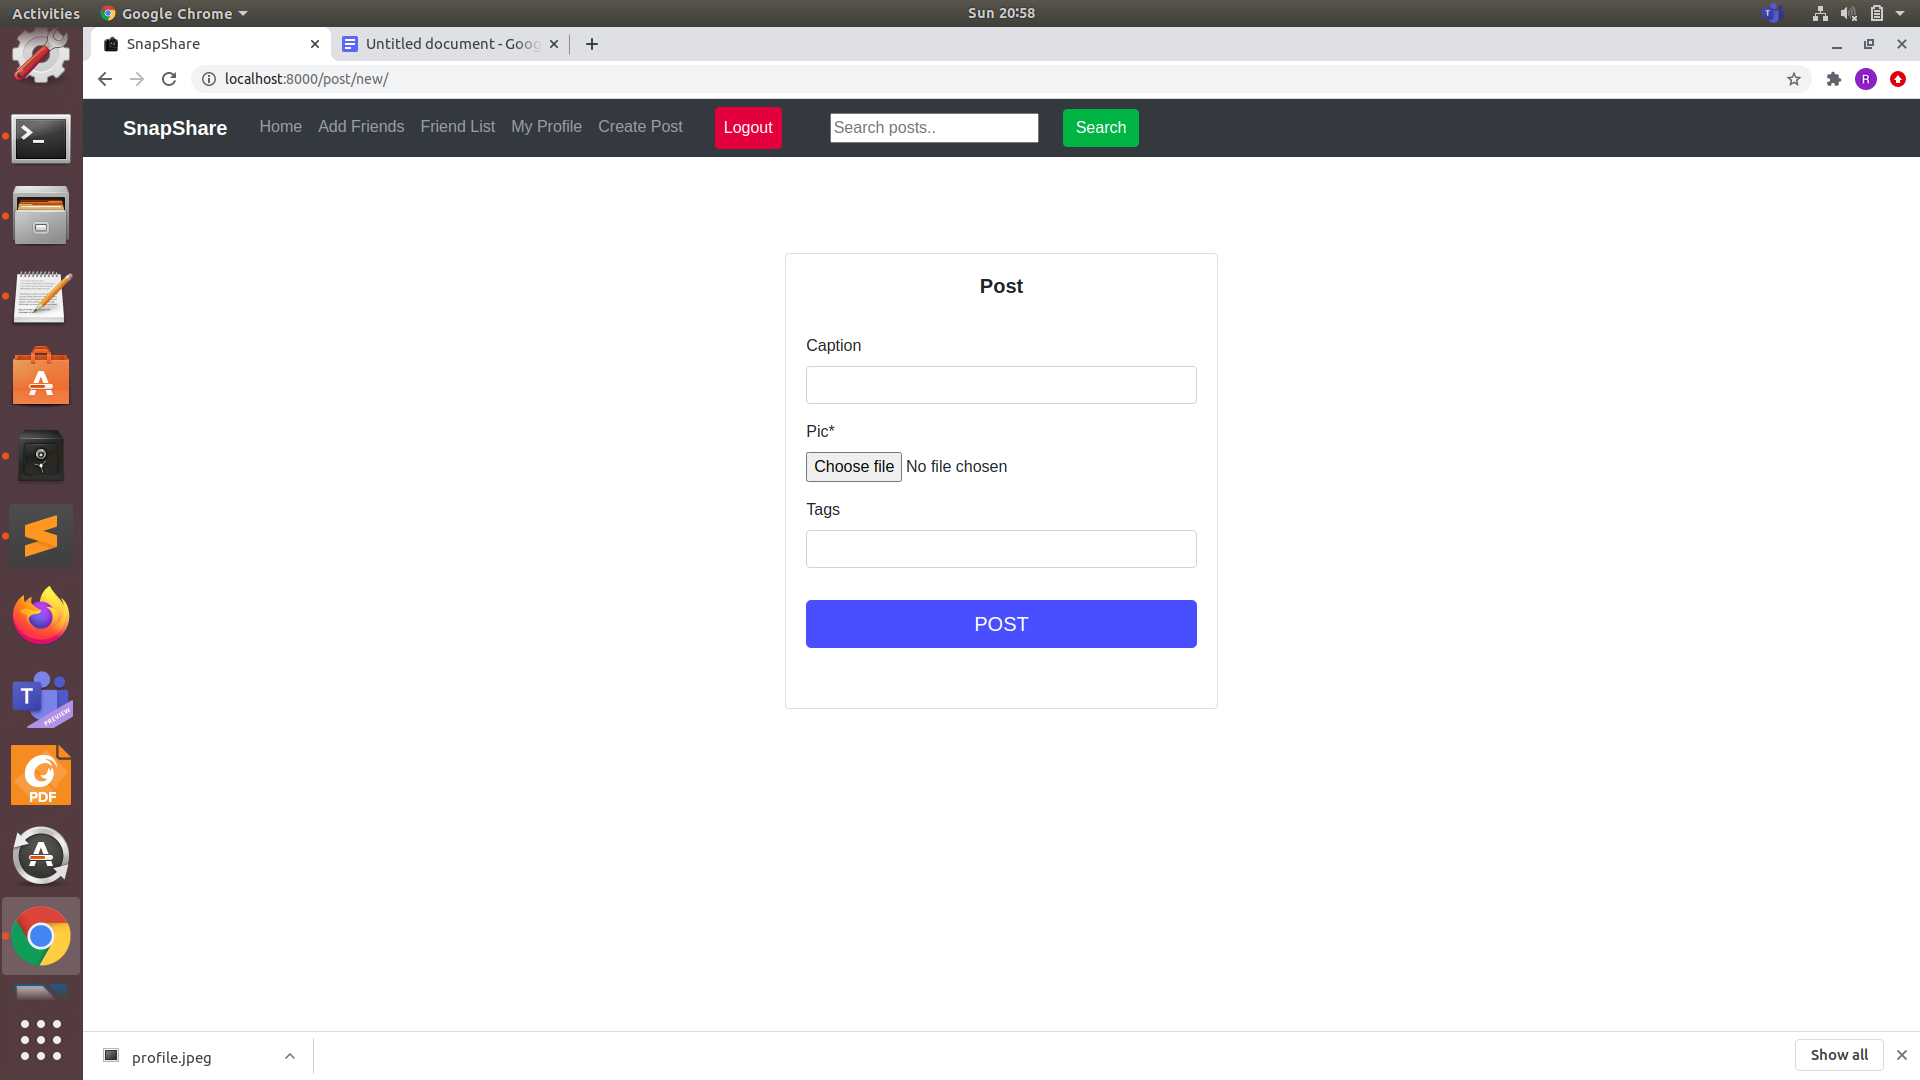 Activities Google Chrome Sun 20:58
SnapShare Untitled document - Goog
localhost:8000/post/new/ R
SnapShare Home Add Friends Friend List My Profile Create Post Logout Search posts.. Search
Post
Caption
Pic*
Choose file No file chosen
Tags
POST
T PREVIEW
PDF
profile.jpeg Show all